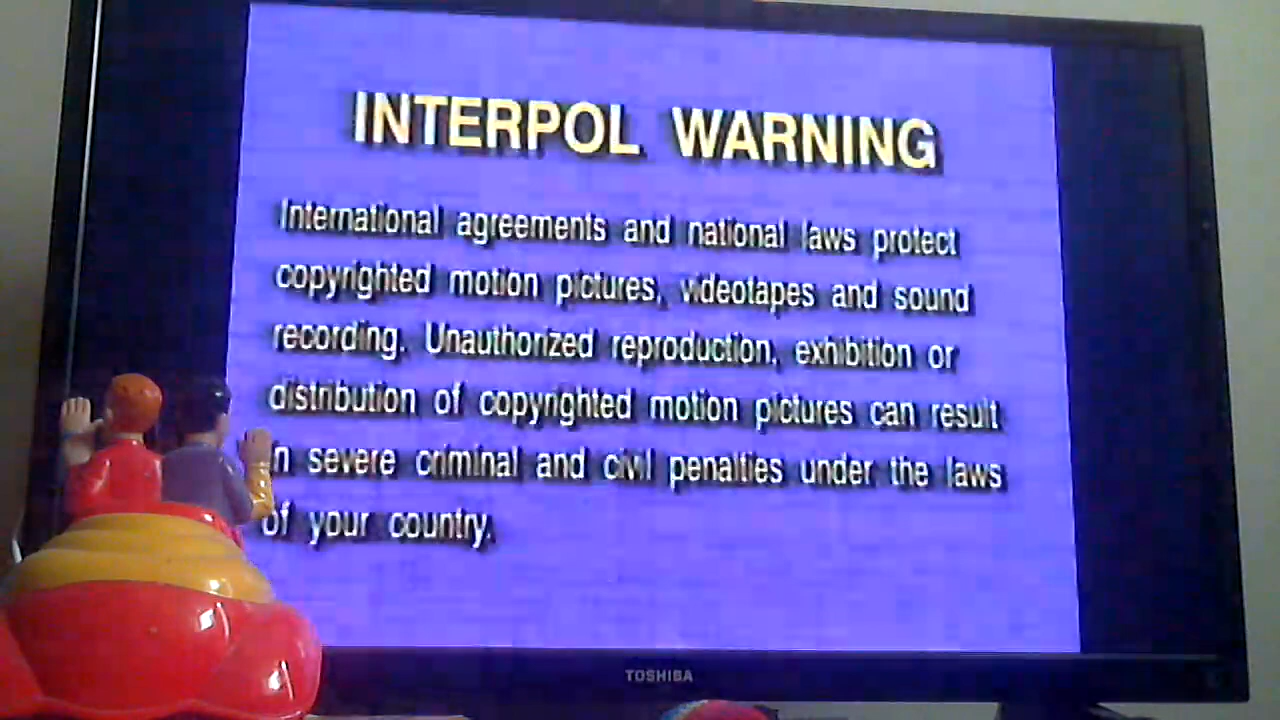 INTERPOL WARNING
International agreements and national laws protect
copyrighted motion pictures, videotapes and sound
recording. Unauthorized reproduction, exhibition or
distribution of copyrighted motion pictures can result
in severe criminal and civil penalties under the laws
of your country.
TOSHIBA